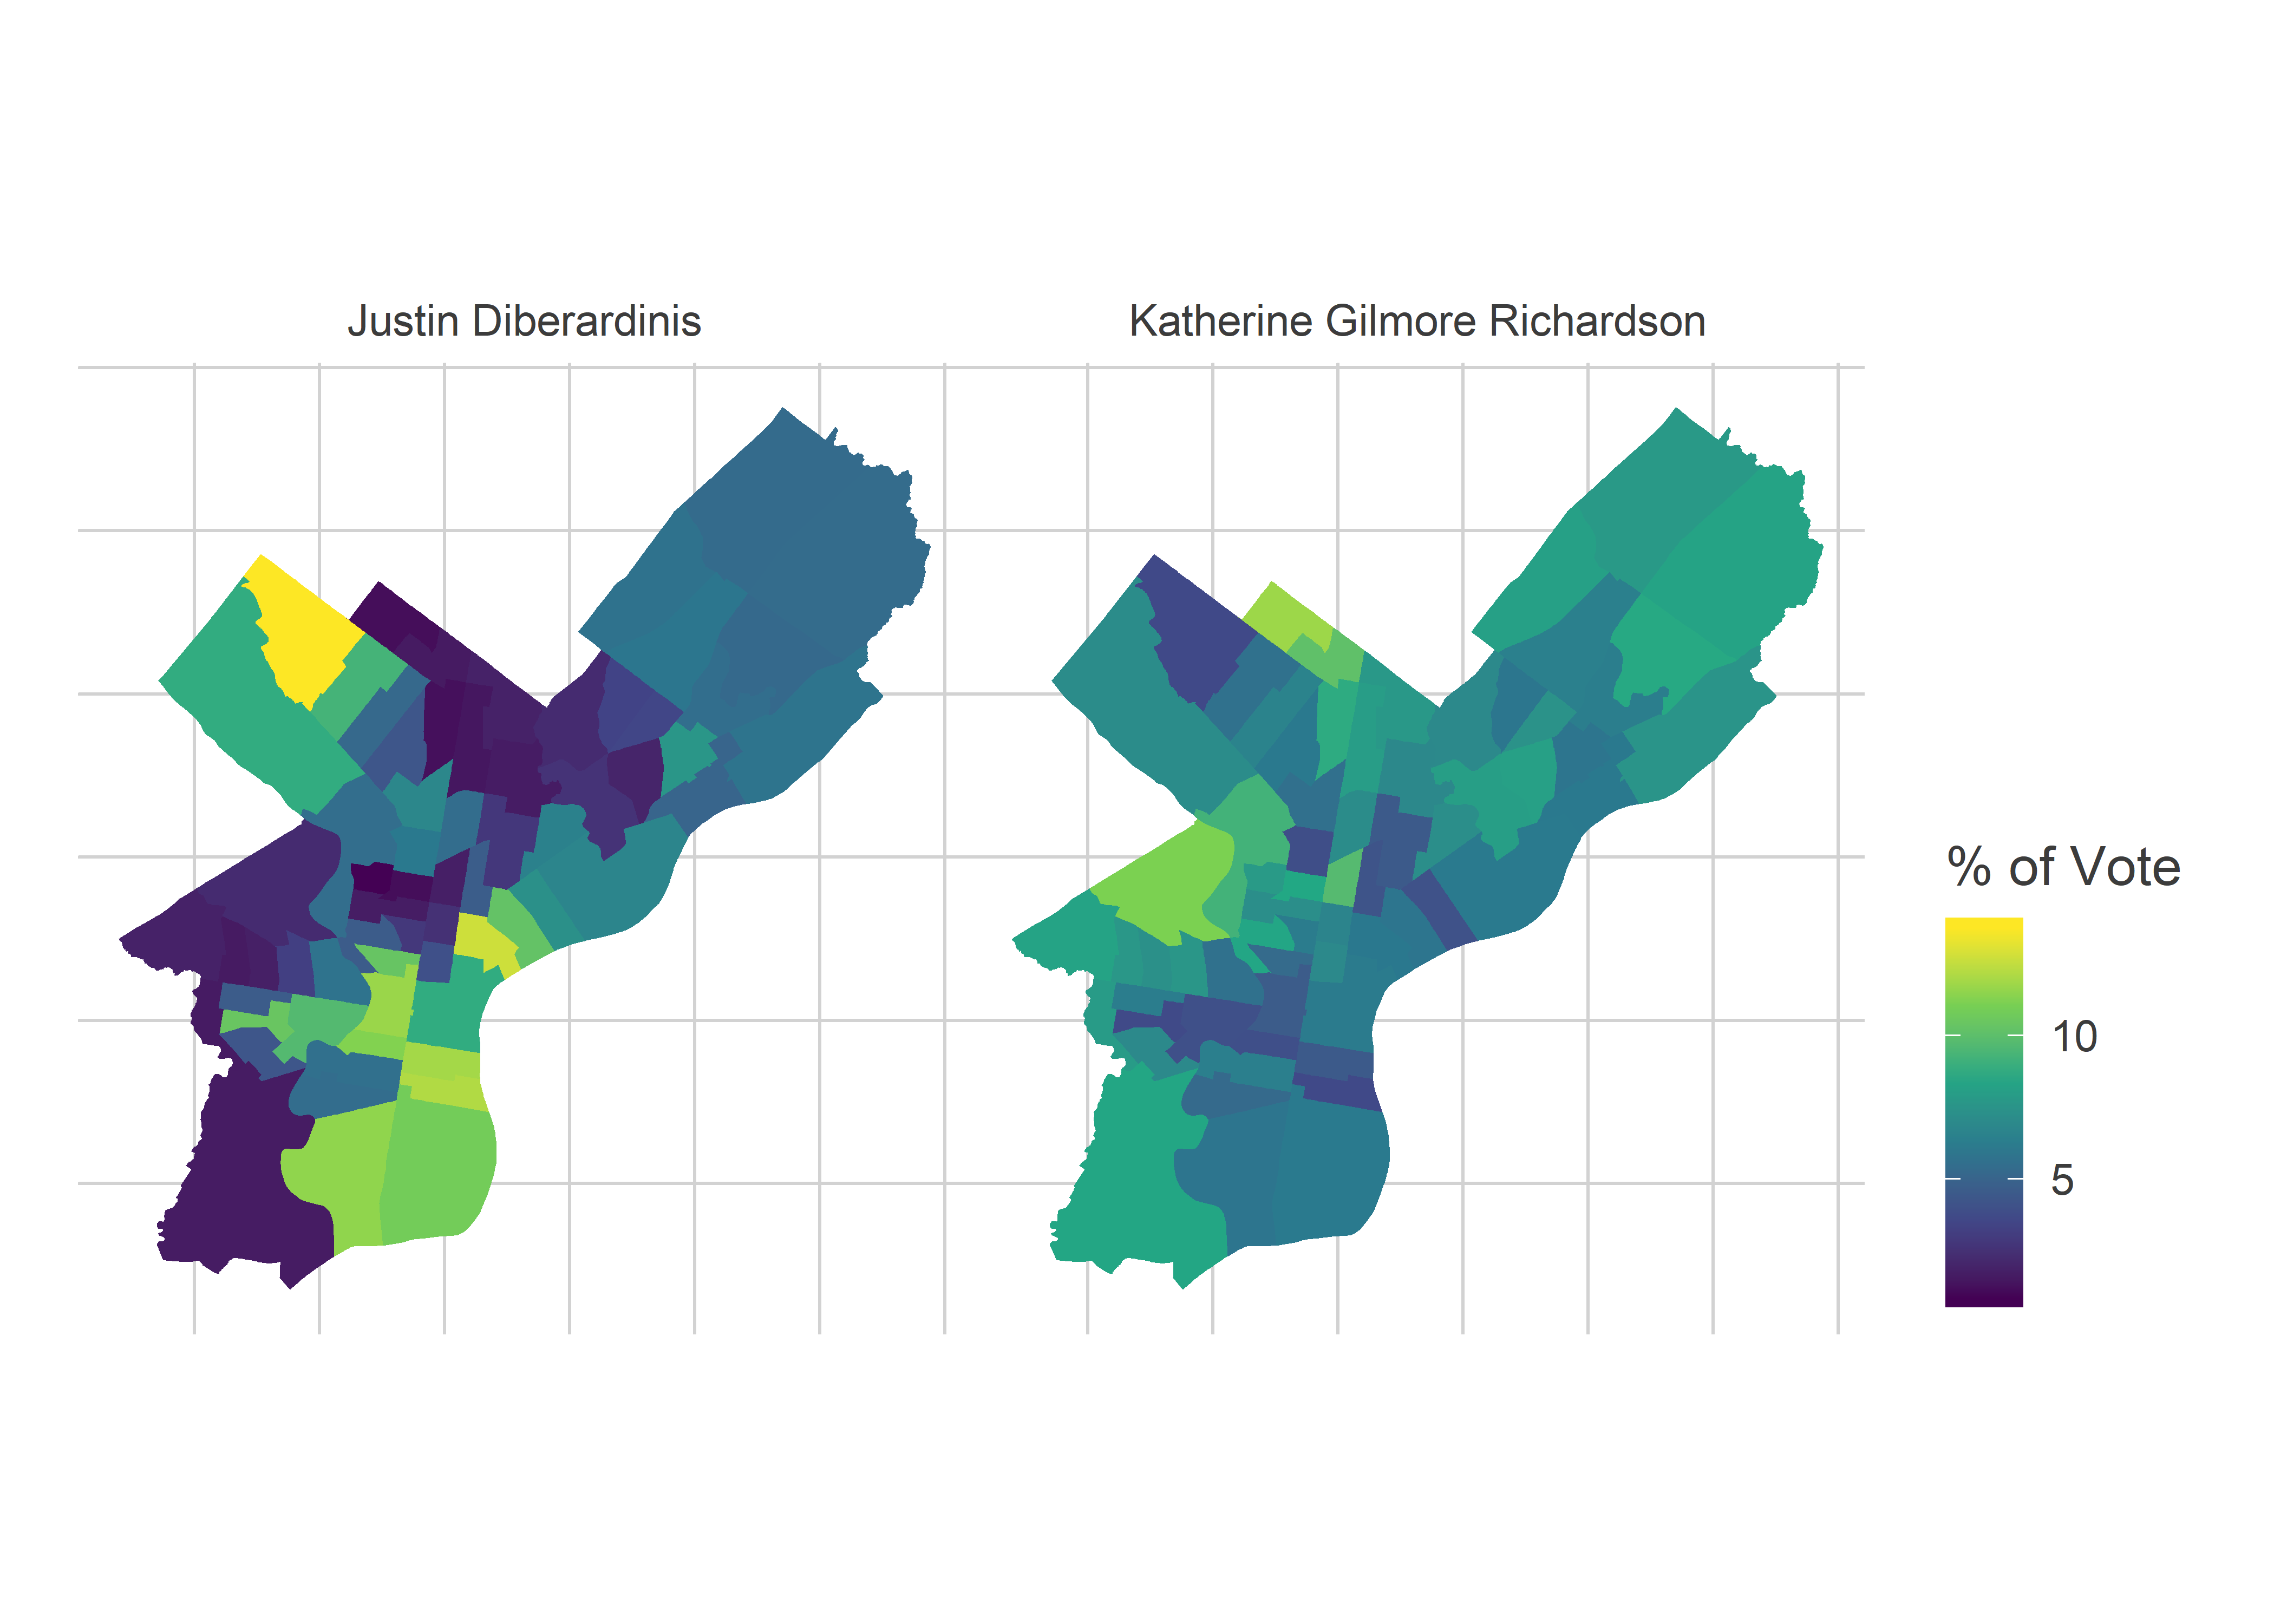 Justin Diberardinis
Katherine Gilmore Richardson
% of Vote
10
5